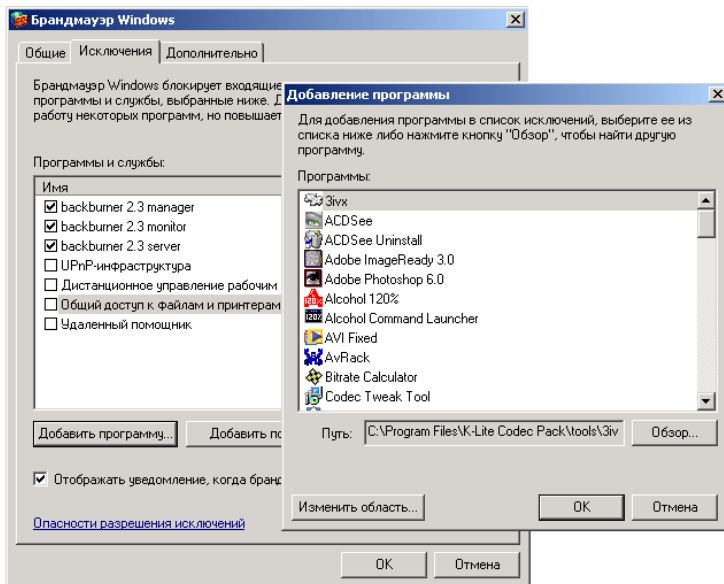 Брандмауэр Windows
Общие
Исключения
Дополнительно
Брандмауэр Windows блокирует входящие
программы и службы, выбранные ниже.
работу некоторых программ, но повышает
Программы и службы:
Имя
backburner 2.3 manager
backburner 2.3 monitor
backburner 2.3 server
UPnP-инфраструктура
Дистанционное управление рабочим
Общий доступ к файлам и принтерам
Удаленный помощник
Добавить программу...
Добавить
Отображать уведомление, когда
Опасности разрешения исключений
OK
Отмена
Добавление программы
Для добавления программы в список исключений, выберите ее из
списка ниже либо нажмите кнопку "Обзор", чтобы найти другую
программу.
Программы:
3ivx
ACDSee
ACDSee Uninstall
Adobe ImageReady 3.0
Adobe Photoshop 6.0
Alcohol 120%
Alcohol Command Launcher
AVI Fixed
AvRack
Bitrate Calculator
Codec Tweak Tool
Путь:
C:\Program Files\K-Lite Codec Pack\tools\3iv
Обзор...
Изменить область...
OK
Отмена